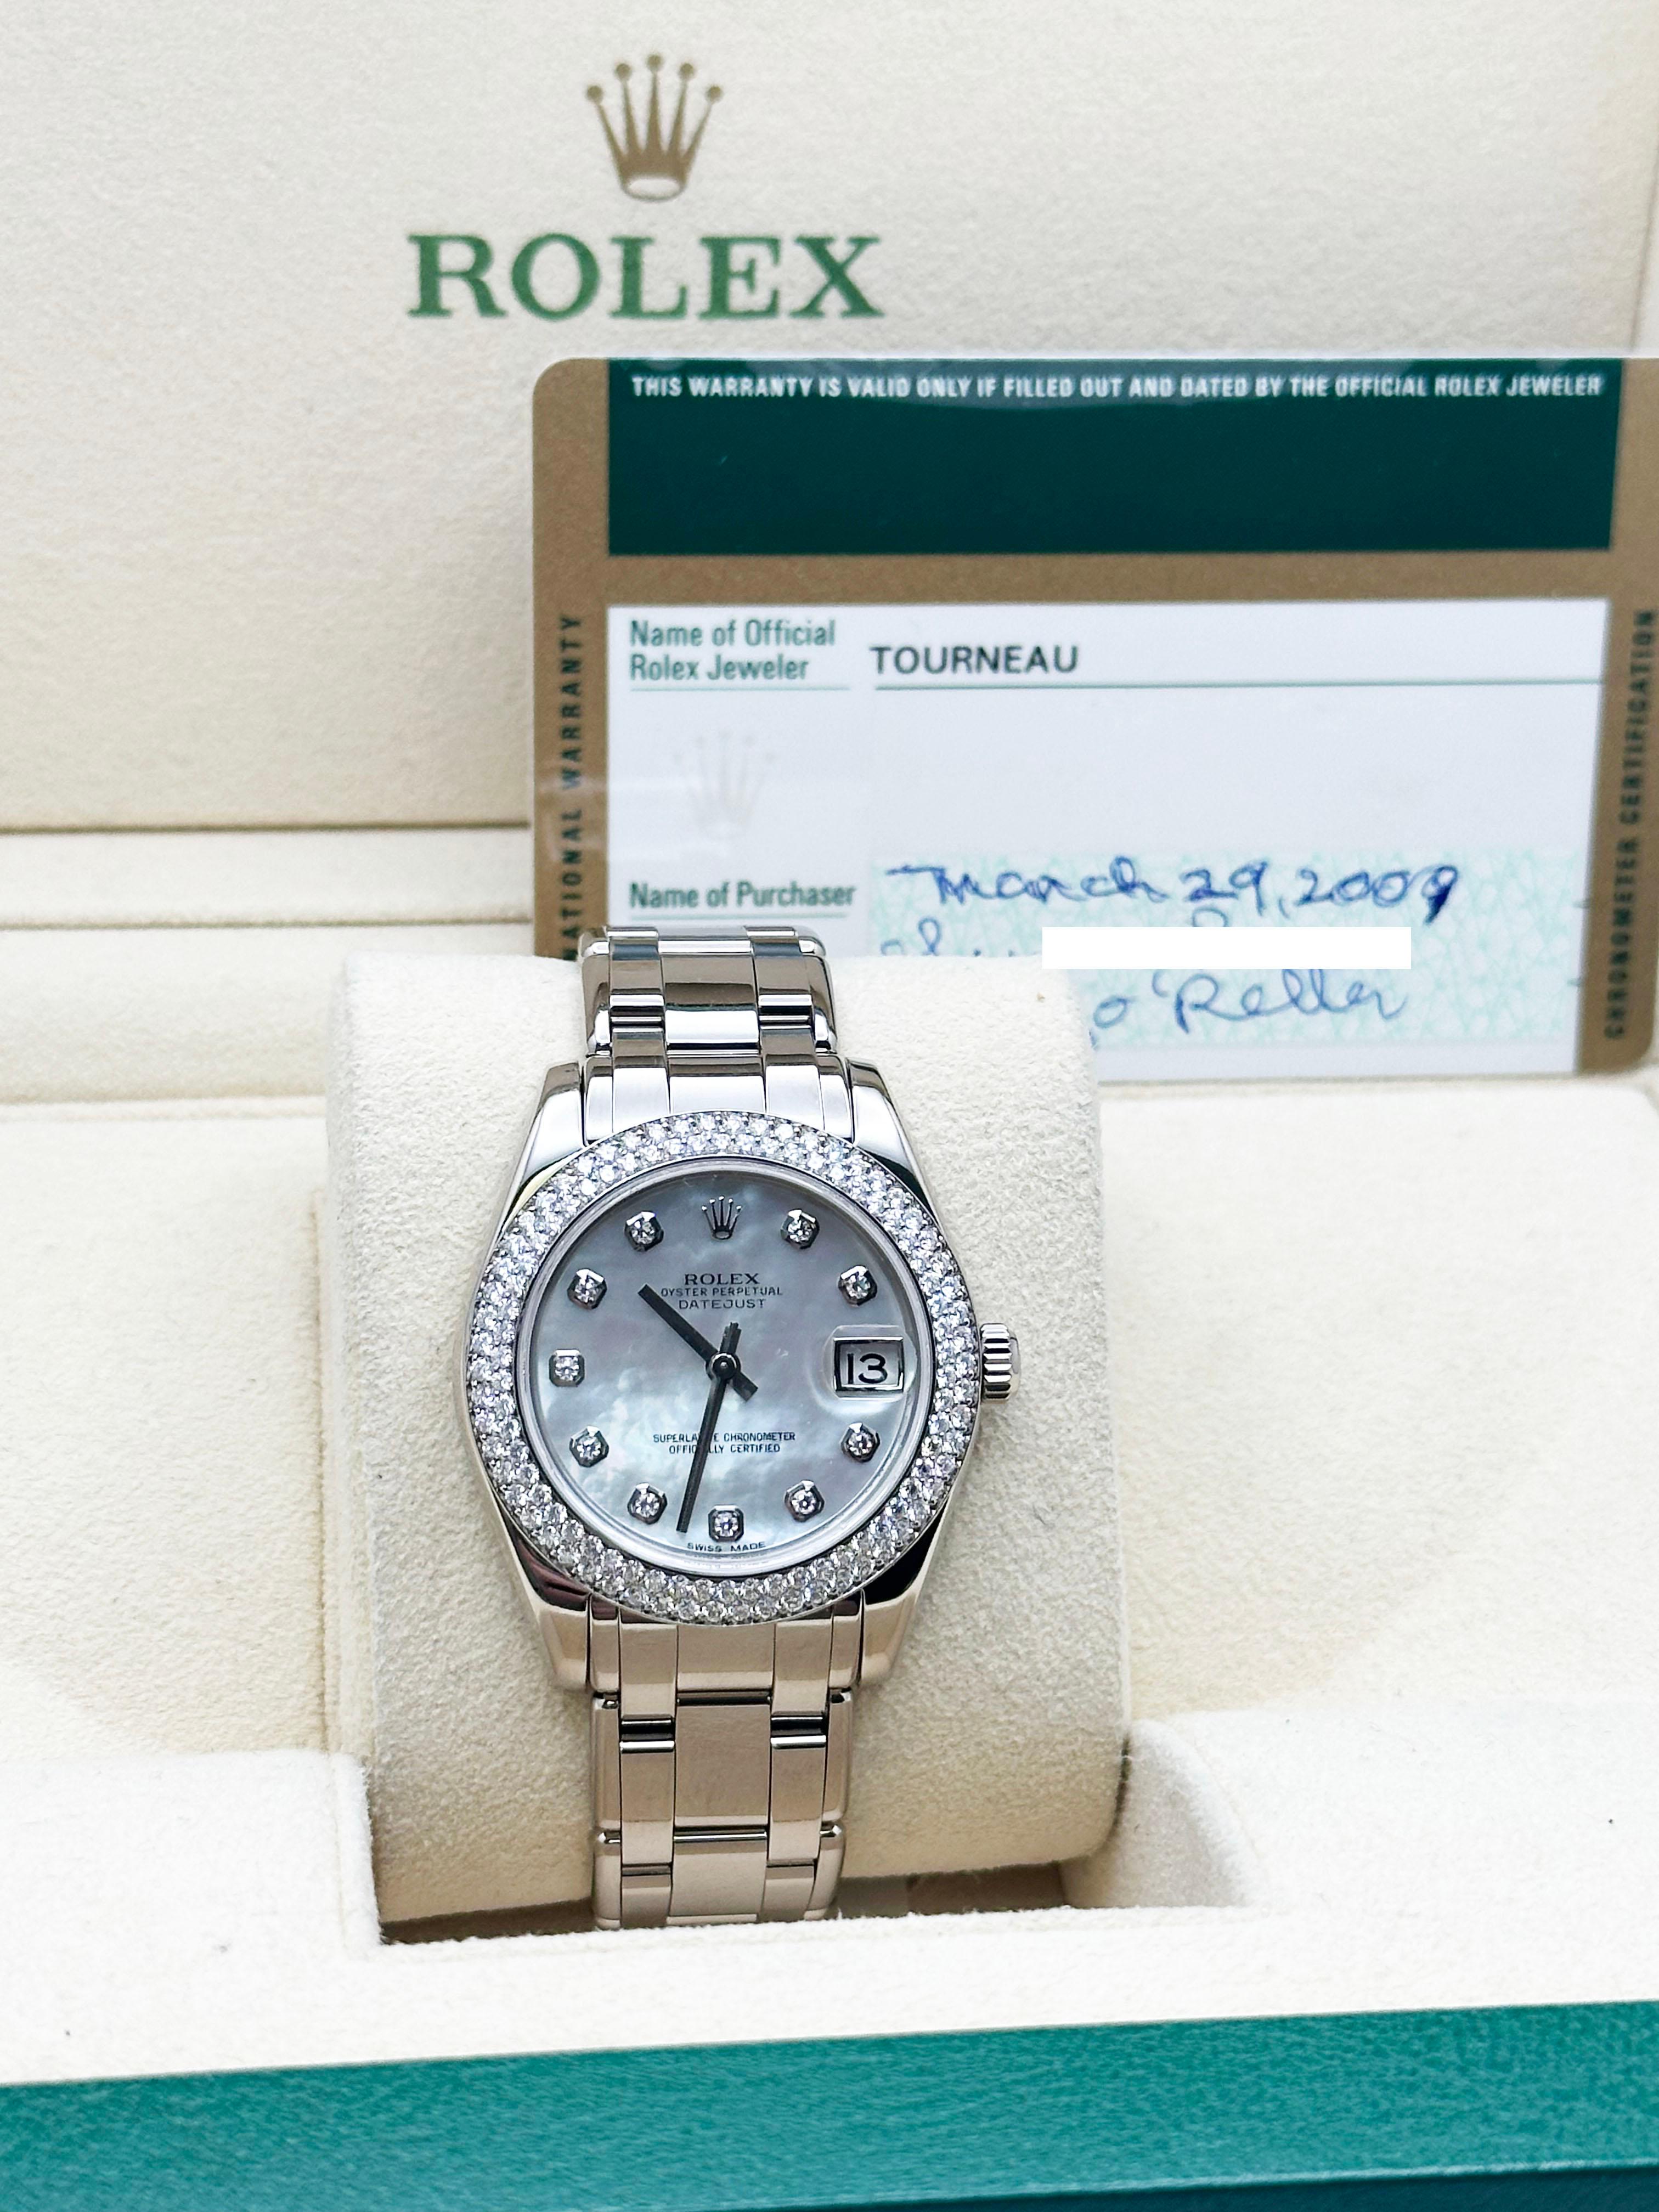 ROLEX
THIS WARRANTY IS VALID ONLY IF FILLED OUT AND DATED BY THE OFFICIAL ROLEX JEWELER
Name of Official
Rolex Jeweler
TOURNEAU
NATIONAL WARRANTY
CHRONOMETER CERTIFICATION
Name of Purchaser
March 29, 2009
ROLEX
OYSTER PERPETUAL
DATEJUST
13
SUPERLATIVE CHRONOMETER
OFFICIALLY CERTIFIED
SWISS MADE